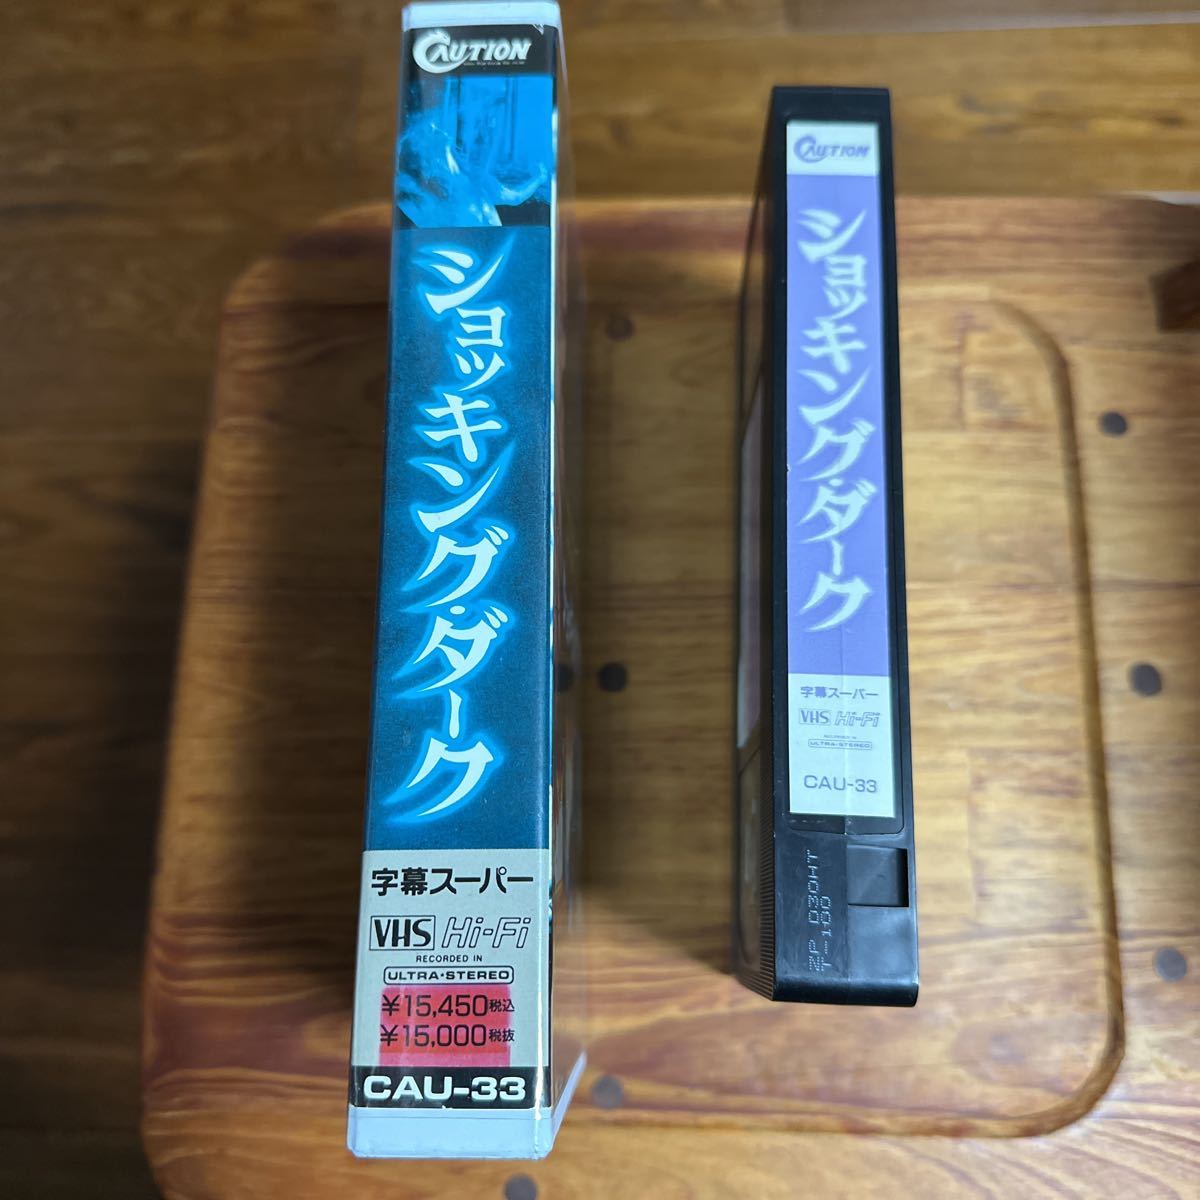 CAUTION
ショッキング・ダーク
字幕スーパー
VHS Hi-Fi
RECORDED IN
ULTRA·STEREO
¥15,450税込
¥15,000税抜
CAU-33
CAUTION
ショッキング・ダーク
字幕スーパー
VHS Hi-Fi
RECORDED IN
ULTRA·STEREO
CAU-33
T-100